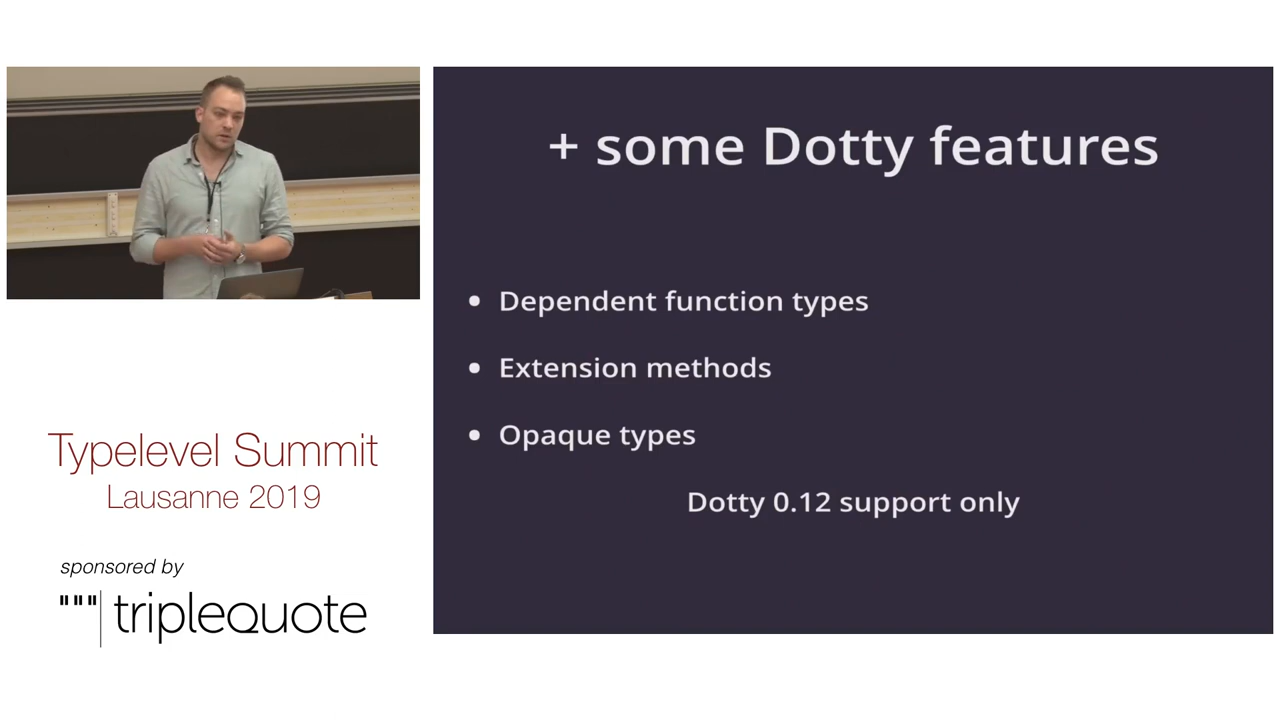 + some Dotty features
• Dependent function types
• Extension methods
• Opaque types
Dotty 0.12 support only
Typelevel Summit
Lausanne 2019
sponsored by
"""|triplequote